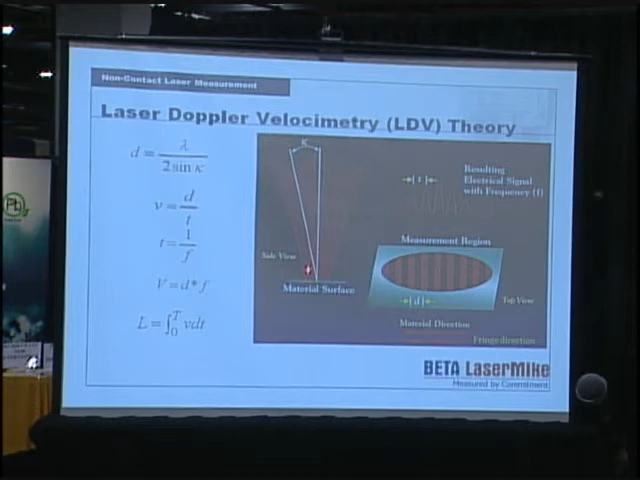 Non-Contact Laser Measurement
Laser Doppler Velocimetry (LDV) Theory
d = λ / 2 sin κ
v = d / t
t = 1 / f
V = d * f
L = ∫₀ᵀ vdt
κ
Side View
Material Surface
t
Resulting
Electrical Signal
with Frequency (f)
Measurement Region
d
Top View
Material Direction
Fringe direction
BETA LaserMike
Measured by Commitment
Pb